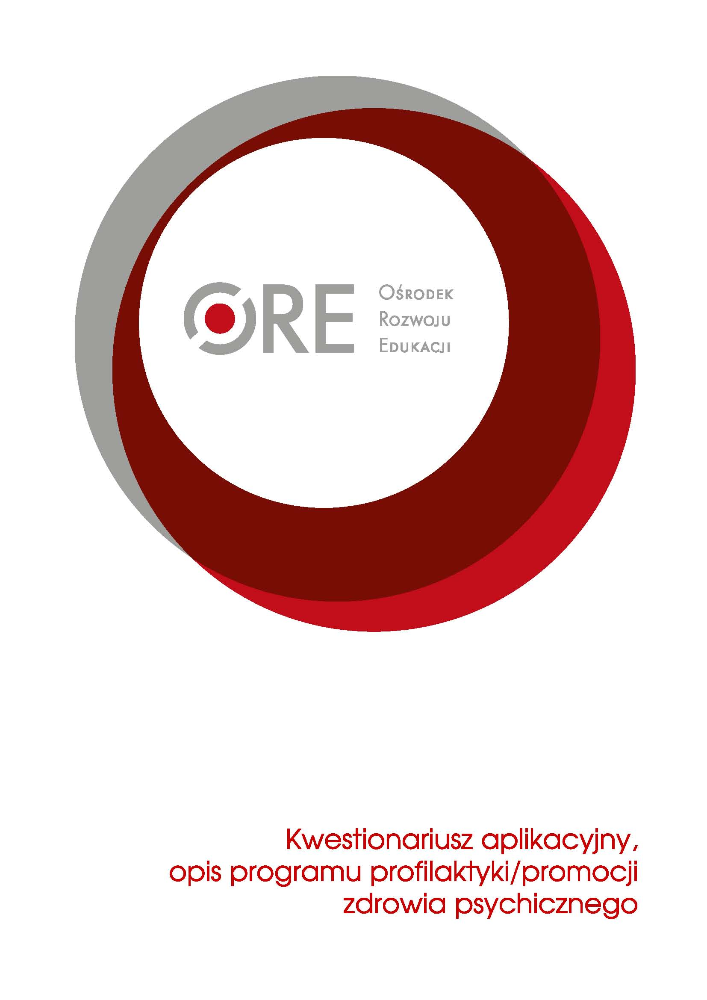 ORE
Ośrodek
Rozwoju
Edukacji
Kwestionariusz aplikacyjny,
opis programu profilaktyki/promocji
zdrowia psychicznego